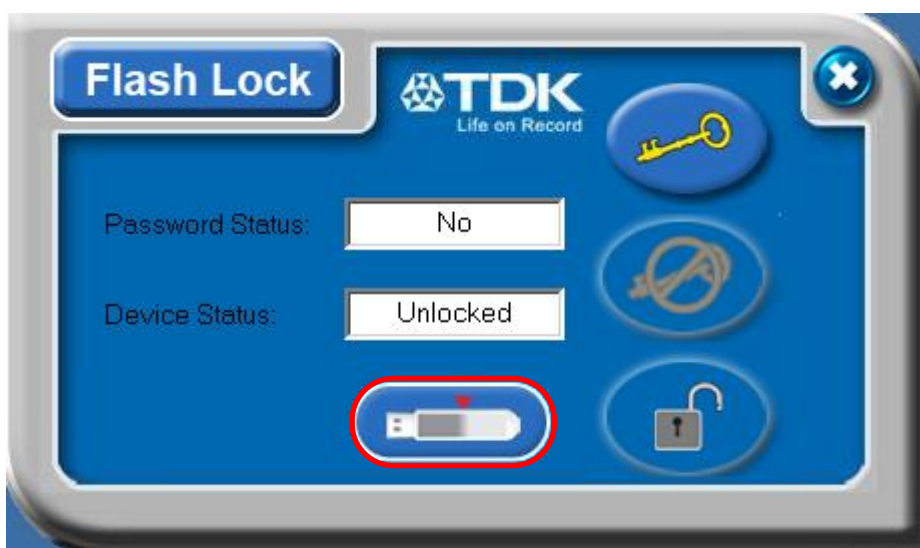 Flash Lock
TDK
Life on Record
Password Status: No
Device Status: Unlocked